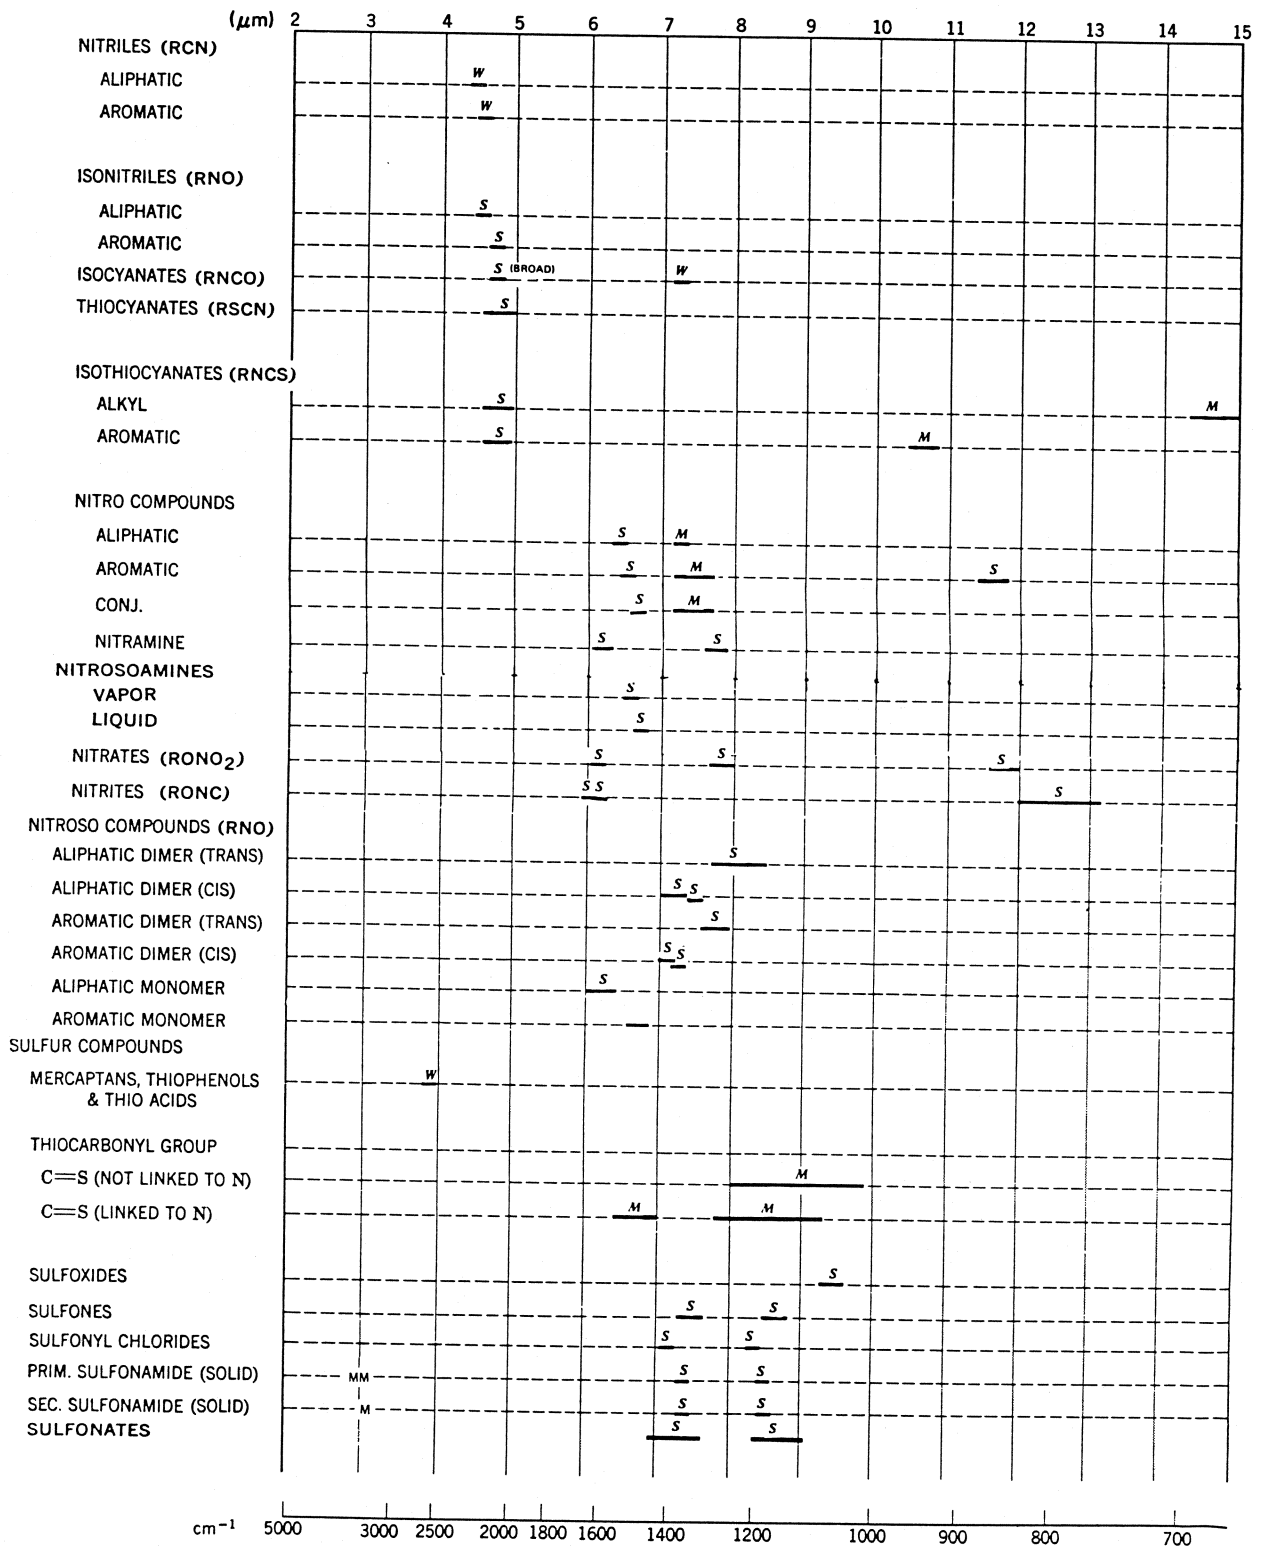 (μm) 2 3 4 5 6 7 8 9 10 11 12 13 14 15
NITRILES (RCN)
ALIPHATIC W
AROMATIC W
ISONITRILES (RNO)
ALIPHATIC S
AROMATIC S
ISOCYANATES (RNCO) S (BROAD) W
THIOCYANATES (RSCN) S
ISOTHIOCYANATES (RNCS)
ALKYL S M
AROMATIC S M
NITRO COMPOUNDS
ALIPHATIC S M
AROMATIC S M S
CONJ. S M
NITRAMINE S S
NITROSOAMINES
VAPOR S
LIQUID S
NITRATES (RONO₂) S S S
NITRITES (RONC) S S S
NITROSO COMPOUNDS (RNO)
ALIPHATIC DIMER (TRANS) S
ALIPHATIC DIMER (CIS) S S
AROMATIC DIMER (TRANS) S
AROMATIC DIMER (CIS) S S
ALIPHATIC MONOMER S
AROMATIC MONOMER
SULFUR COMPOUNDS
MERCAPTANS, THIOPHENOLS W
& THIO ACIDS
THIOCARBONYL GROUP
C=S (NOT LINKED TO N) M
C=S (LINKED TO N) M M
SULFOXIDES S
SULFONES S S
SULFONYL CHLORIDES S S
PRIM. SULFONAMIDE (SOLID) MM S S
SEC. SULFONAMIDE (SOLID) M S S
SULFONATES S S
cm⁻¹ 5000 3000 2500 2000 1800 1600 1400 1200 1000 900 800 700